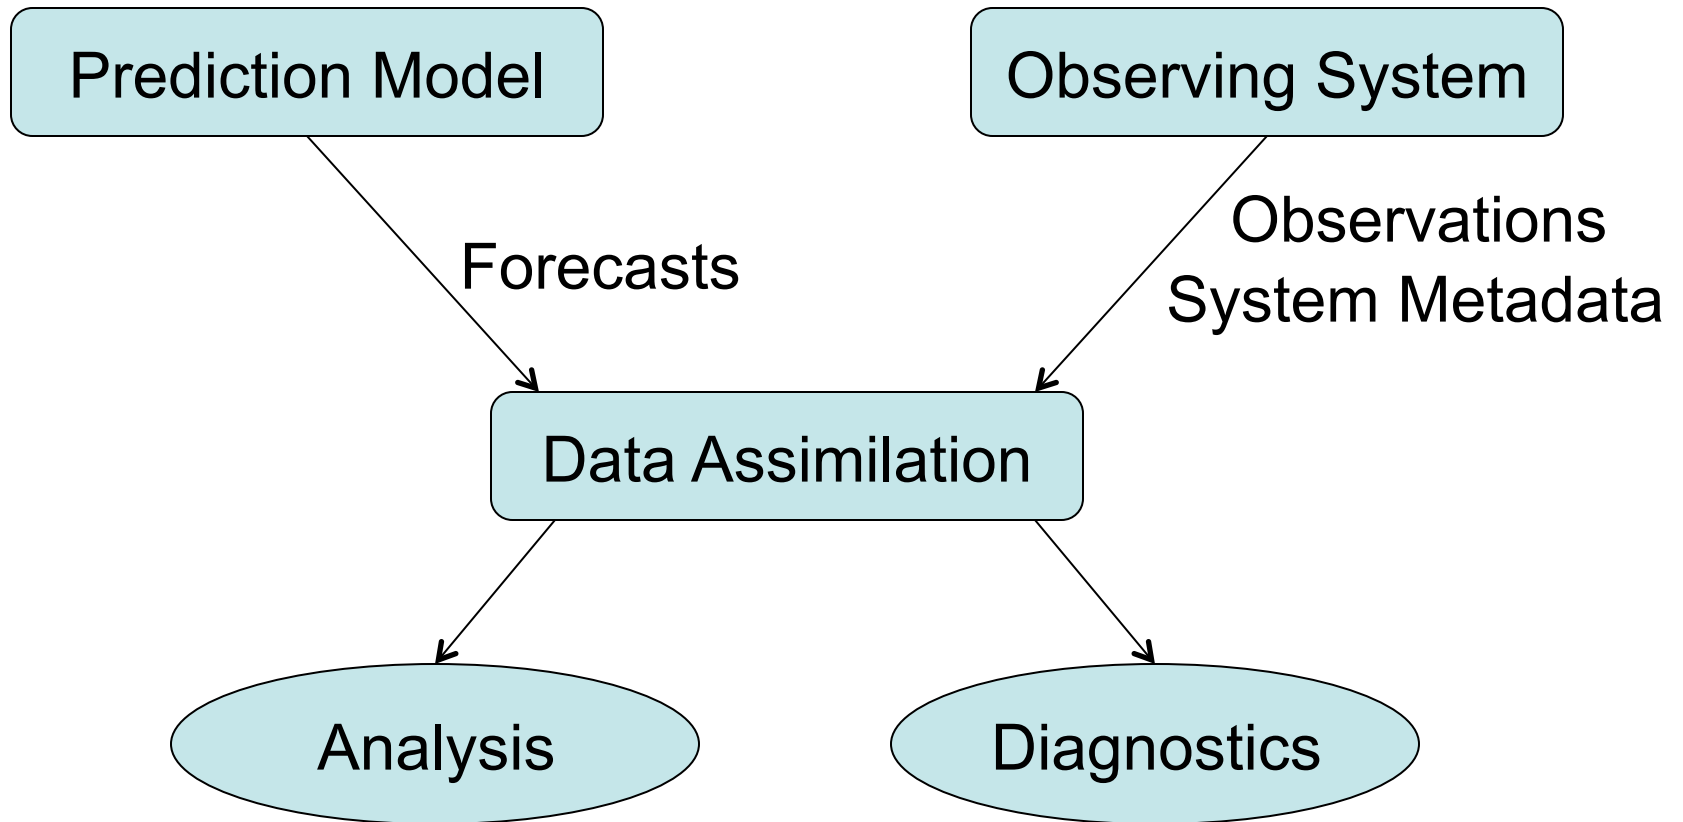 Prediction Model
Observing System
Forecasts
Observations
System Metadata
Data Assimilation
Analysis
Diagnostics